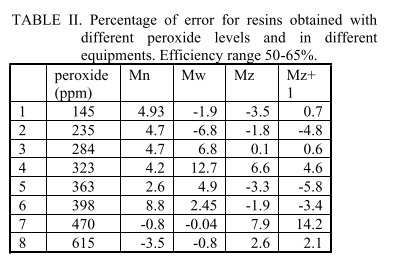 TABLE II. Percentage of error for resins obtained with
different peroxide levels and in different
equipments. Efficiency range 50-65%.
peroxide (ppm) Mn Mw Mz Mz+ 1
1 145 4.93 -1.9 -3.5 0.7
2 235 4.7 -6.8 -1.8 -4.8
3 284 4.7 6.8 0.1 0.6
4 323 4.2 12.7 6.6 4.6
5 363 2.6 4.9 -3.3 -5.8
6 398 8.8 2.45 -1.9 -3.4
7 470 -0.8 -0.04 7.9 14.2
8 615 -3.5 -0.8 2.6 2.1